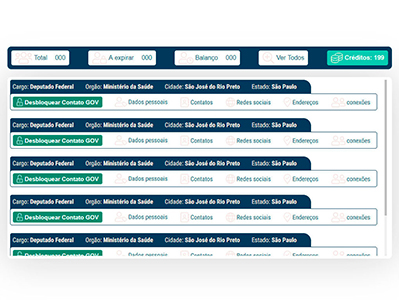 Total 000 A expirar 000 Balanço 000 Ver Todos Créditos: 199
Cargo: Deputado Federal Orgão: Ministério da Saúde Cidade: São José do Rio Preto Estado: São Paulo
Desbloquear Contato GOV Dados pessoais Contatos Redes sociais Endereços conexões
Cargo: Deputado Federal Orgão: Ministério da Saúde Cidade: São José do Rio Preto Estado: São Paulo
Desbloquear Contato GOV Dados pessoais Contatos Redes sociais Endereços conexões
Cargo: Deputado Federal Orgão: Ministério da Saúde Cidade: São José do Rio Preto Estado: São Paulo
Desbloquear Contato GOV Dados pessoais Contatos Redes sociais Endereços conexões
Cargo: Deputado Federal Orgão: Ministério da Saúde Cidade: São José do Rio Preto Estado: São Paulo
Desbloquear Contato GOV Dados pessoais Contatos Redes sociais Endereços conexões
Cargo: Deputado Federal Orgão: Ministério da Saúde Cidade: São José do Rio Preto Estado: São Paulo
Desbloquear Contato GOV Dados pessoais Contatos Redes sociais Endereços conexões